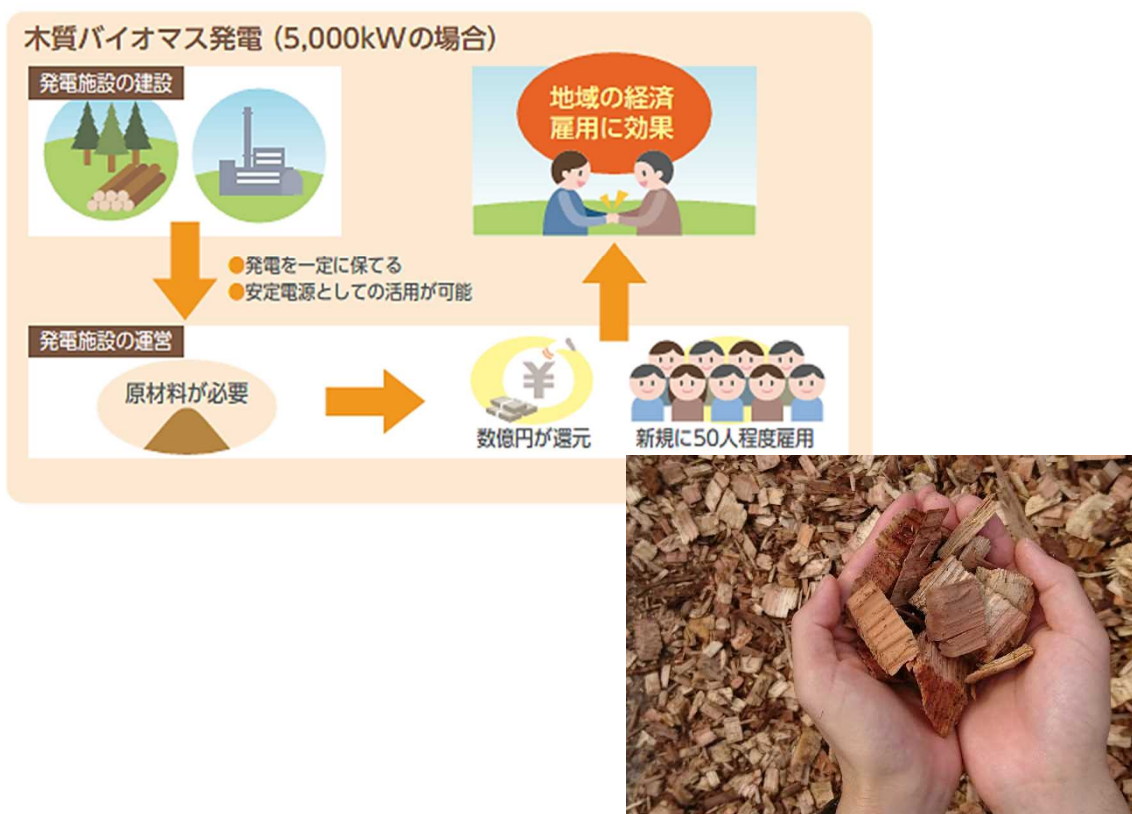 木質バイオマス発電（5,000kWの場合）
発電施設の建設
地域の経済
雇用に効果
●発電を一定に保てる
●安定電源としての活用が可能
発電施設の運営
原材料が必要
¥
数億円が還元
新規に50人程度雇用